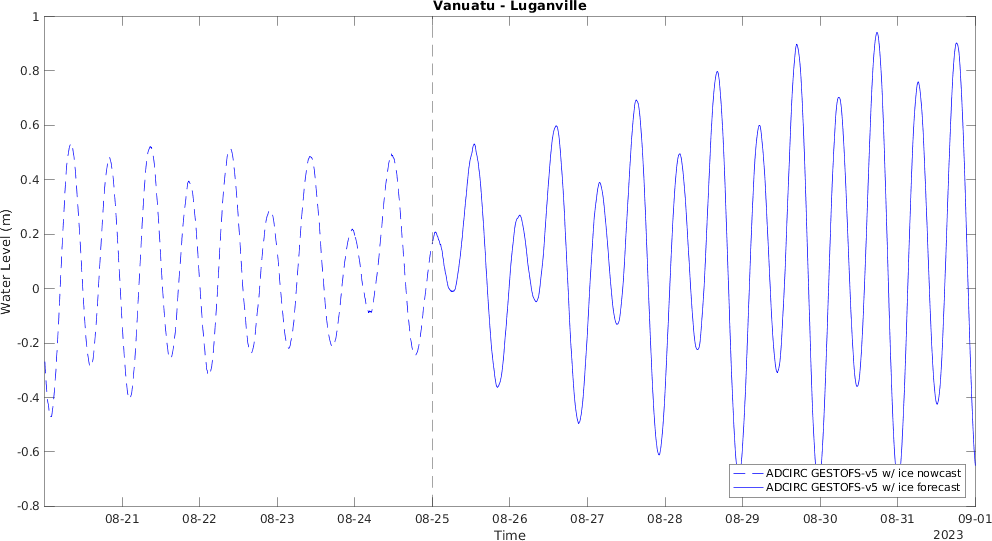 Vanuatu - Luganville
Water Level (m)
1
0.8
0.6
0.4
0.2
0
-0.2
-0.4
-0.6
-0.8
08-21 08-22 08-23 08-24 08-25 08-26 08-27 08-28 08-29 08-30 08-31 09-01
2023
Time
ADCIRC GESTOFS-v5 w/ ice nowcast
ADCIRC GESTOFS-v5 w/ ice forecast